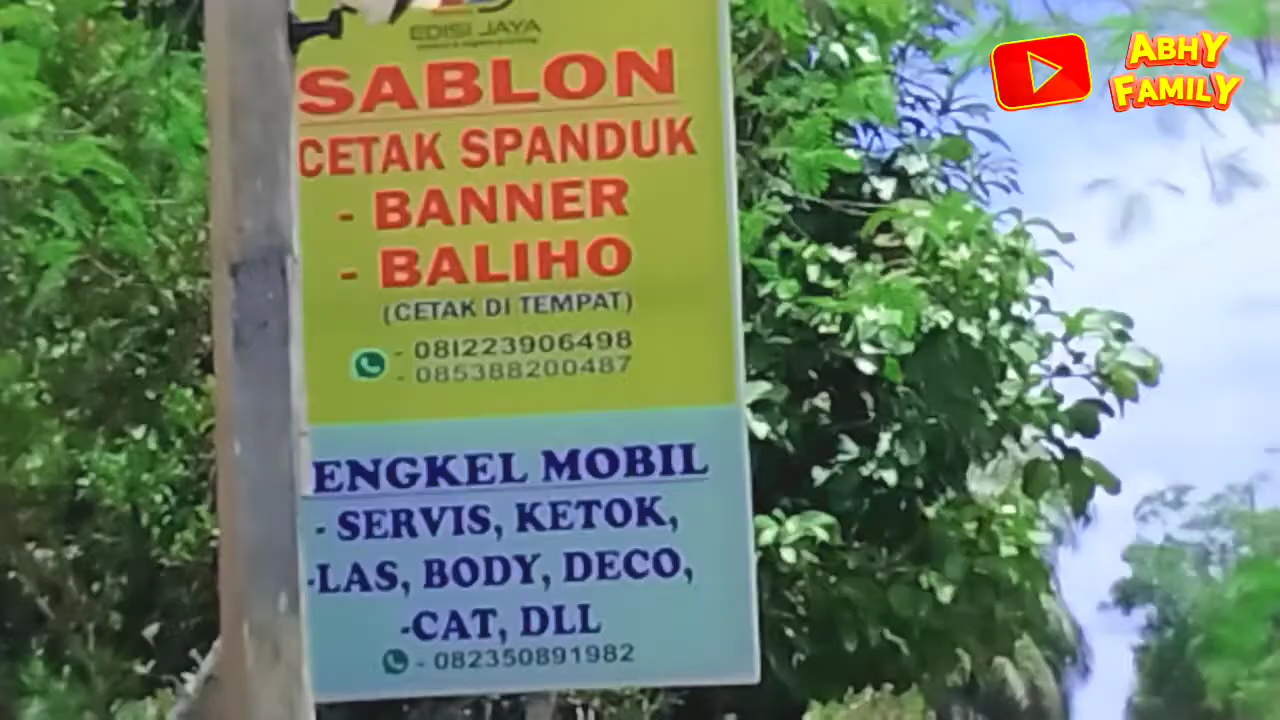 EDISI JAYA
SABLON
CETAK SPANDUK
- BANNER
- BALIHO
(CETAK DI TEMPAT)
- 081223906498
- 085388200487
ENGKEL MOBIL
- SERVIS, KETOK,
-LAS, BODY, DECO,
-CAT, DLL
- 082350891982
ABHY
FAMILY